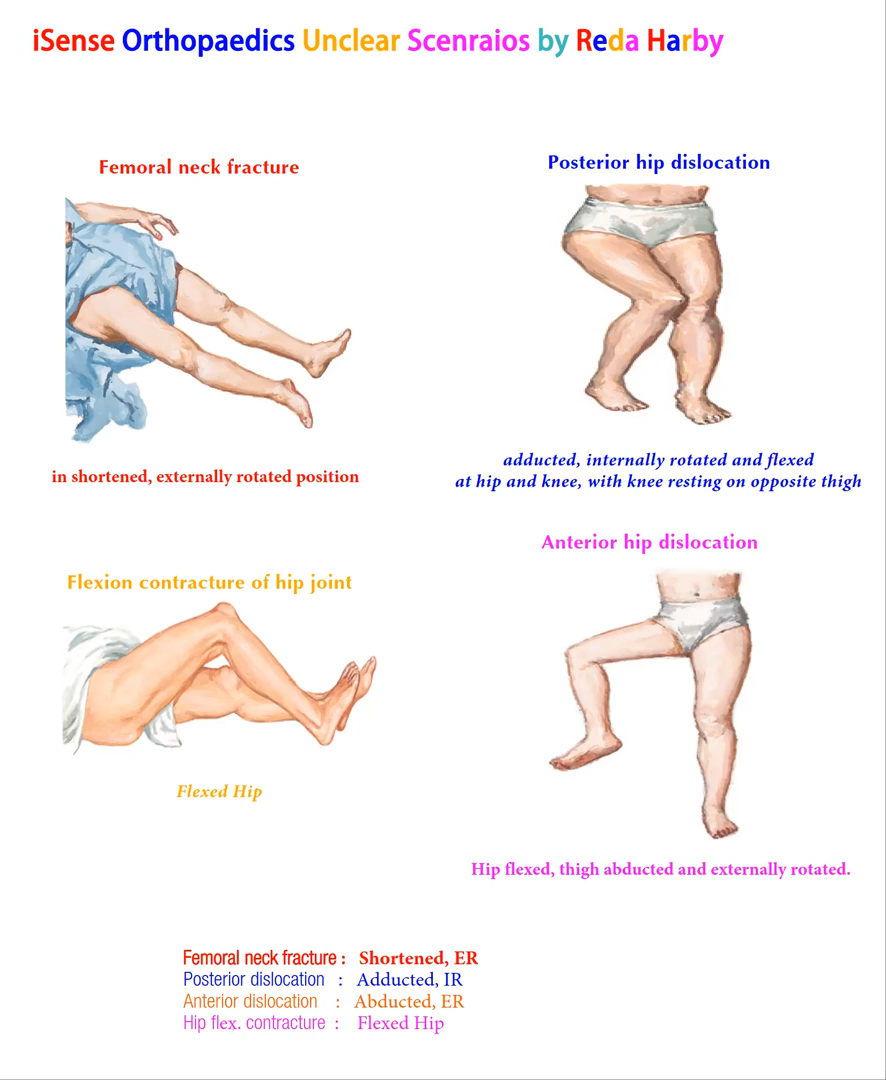 iSense Orthopaedics Unclear Scenraios by Reda Harby
Femoral neck fracture
in shortened, externally rotated position
Posterior hip dislocation
adducted, internally rotated and flexed
at hip and knee, with knee resting on opposite thigh
Flexion contracture of hip joint
Flexed Hip
Anterior hip dislocation
Hip flexed, thigh abducted and externally rotated.
Femoral neck fracture : Shortened, ER
Posterior dislocation : Adducted, IR
Anterior dislocation : Abducted, ER
Hip flex. contracture : Flexed Hip